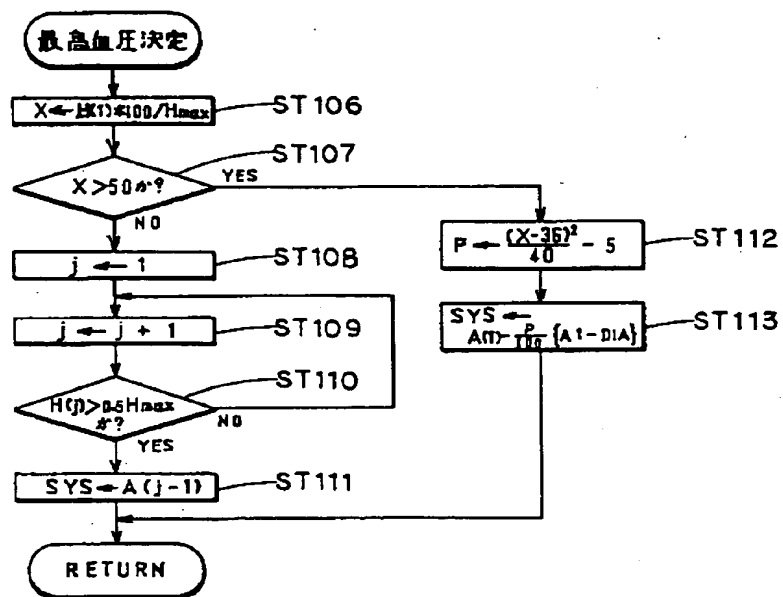 最高血圧決定
X←H(1)*100/Hmax
ST106
ST107
X>50か?
YES
NO
j ← 1
ST108
j ← j + 1
ST109
H(j)>0.5Hmax
か?
ST110
NO
YES
SYS←A(j-1)
ST111
RETURN
P ← (X-35)²/40 - 5
ST112
SYS ←
A(1)- P/100 {A1-DIA}
ST113